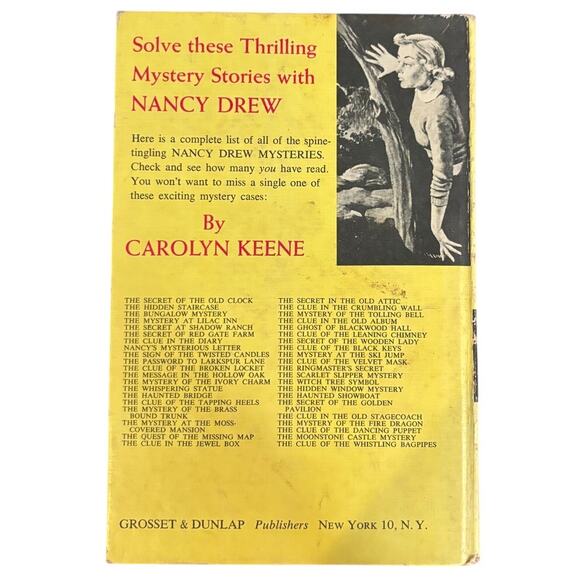 Solve these Thrilling
Mystery Stories with
NANCY DREW
Here is a complete list of all of the spine-
tingling NANCY DREW MYSTERIES.
Check and see how many you have read.
You won't want to miss a single one of
these exciting mystery cases:
By
CAROLYN KEENE
THE SECRET OF THE OLD CLOCK
THE HIDDEN STAIRCASE
THE BUNGALOW MYSTERY
THE MYSTERY AT LILAC INN
THE SECRET AT SHADOW RANCH
THE SECRET OF RED GATE FARM
THE CLUE IN THE DIARY
NANCY'S MYSTERIOUS LETTER
THE SIGN OF THE TWISTED CANDLES
THE PASSWORD TO LARKSPUR LANE
THE CLUE OF THE BROKEN LOCKET
THE MESSAGE IN THE HOLLOW OAK
THE MYSTERY OF THE IVORY CHARM
THE WHISPERING STATUE
THE HAUNTED BRIDGE
THE CLUE OF THE TAPPING HEELS
THE MYSTERY OF THE BRASS
BOUND TRUNK
THE MYSTERY AT THE MOSS-
COVERED MANSION
THE QUEST OF THE MISSING MAP
THE CLUE IN THE JEWEL BOX
THE SECRET IN THE OLD ATTIC
THE CLUE IN THE CRUMBLING WALL
THE MYSTERY OF THE TOLLING BELL
THE CLUE IN THE OLD ALBUM
THE GHOST OF BLACKWOOD HALL
THE CLUE OF THE LEANING CHIMNEY
THE SECRET OF THE WOODEN LADY
THE CLUE OF THE BLACK KEYS
THE MYSTERY AT THE SKI JUMP
THE CLUE OF THE VELVET MASK
THE RINGMASTER'S SECRET
THE SCARLET SLIPPER MYSTERY
THE WITCH TREE SYMBOL
THE HIDDEN WINDOW MYSTERY
THE HAUNTED SHOWBOAT
THE SECRET OF THE GOLDEN
PAVILION
THE CLUE IN THE OLD STAGECOACH
THE MYSTERY OF THE FIRE DRAGON
THE CLUE OF THE DANCING PUPPET
THE MOONSTONE CASTLE MYSTERY
THE CLUE OF THE WHISTLING BAGPIPES
GROSSET & DUNLAP Publishers NEW YORK 10, N. Y.